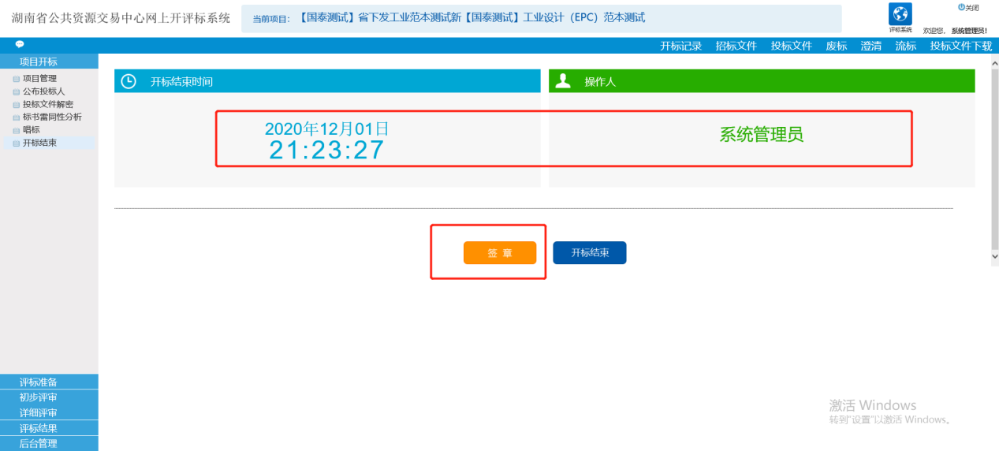 湖南省公共资源交易中心网上开评标系统
当前项目: 【国泰测试】省下发工业范本测试新【国泰测试】工业设计（EPC）范本测试
关闭
评标系统
欢迎您, 系统管理员!
开标记录 招标文件 投标文件 废标 澄清 流标 投标文件下载
项目开标
项目管理
公布投标人
投标文件解密
标书雷同性分析
唱标
开标结束
开标结束时间
操作人
2020年12月01日
21:23:27
系统管理员
签 章
开标结束
评标准备
初步评审
详细评审
评标结果
后台管理
激活 Windows
转到"设置"以激活 Windows。